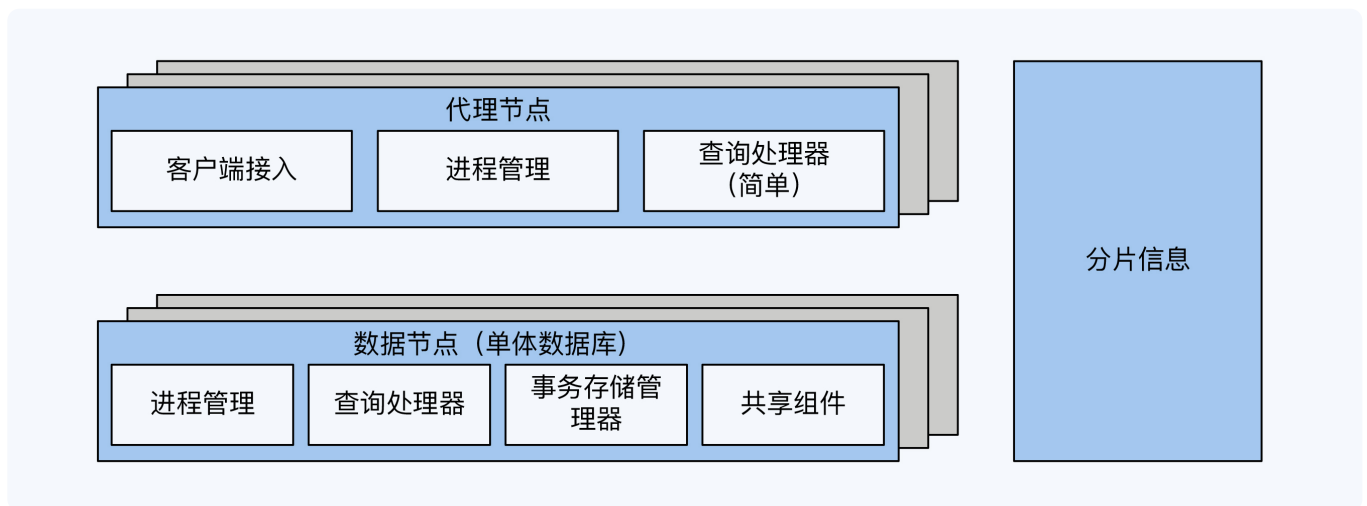 代理节点
客户端接入
进程管理
查询处理器
（简单）
数据节点（单体数据库）
进程管理
查询处理器
事务存储管
理器
共享组件
分片信息